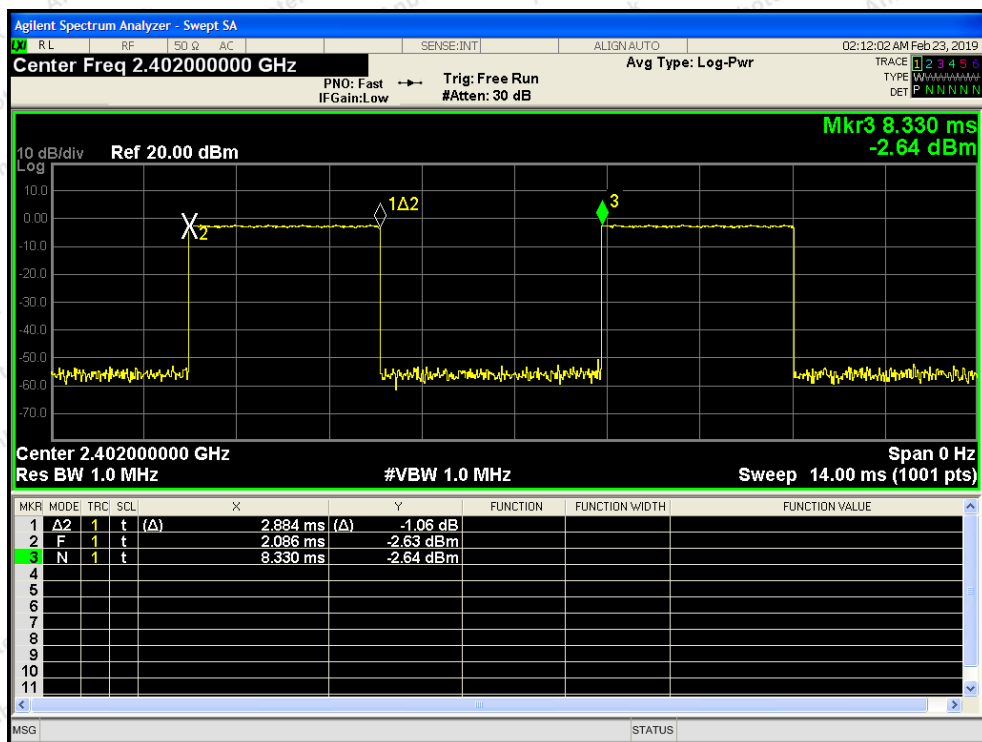 Agilent Spectrum Analyzer - Swept SA
LXI RL RF 50 Ω AC SENSE:INT ALIGN AUTO 02:12:02 AM Feb 23, 2019
Center Freq 2.402000000 GHz Avg Type: Log-Pwr TRACE 1 2 3 4 5 6
PNO: Fast Trig: Free Run TYPE
IFGain:Low #Atten: 30 dB DET P N N N N N
Mkr3 8.330 ms
10 dB/div Ref 20.00 dBm -2.64 dBm
Log
10.0
1Δ2 3
0.00
2
-10.0
-20.0
-30.0
-40.0
-50.0
-60.0
-70.0
Center 2.402000000 GHz Span 0 Hz
Res BW 1.0 MHz #VBW 1.0 MHz Sweep 14.00 ms (1001 pts)
MKR MODE TRC SCL X Y FUNCTION FUNCTION WIDTH FUNCTION VALUE
1 Δ2 1 t (Δ) 2.884 ms (Δ) -1.06 dB
2 F 1 t 2.086 ms -2.63 dBm
3 N 1 t 8.330 ms -2.64 dBm
4
5
6
7
8
9
10
11
MSG STATUS